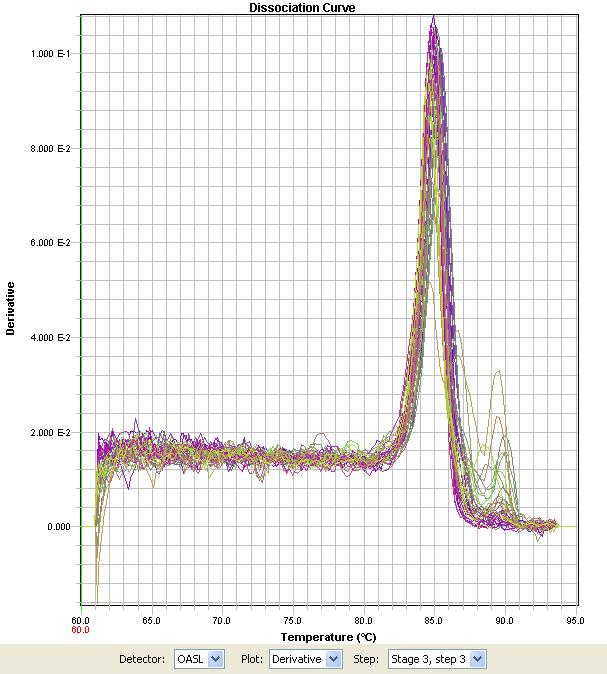 Dissociation Curve
1.000 E-1
8.000 E-2
6.000 E-2
4.000 E-2
2.000 E-2
0.000
Derivative
60.0 65.0 70.0 75.0 80.0 85.0 90.0 95.0
60.0
Temperature (°C)
Detector: OASL Plot: Derivative Step: Stage 3, step 3